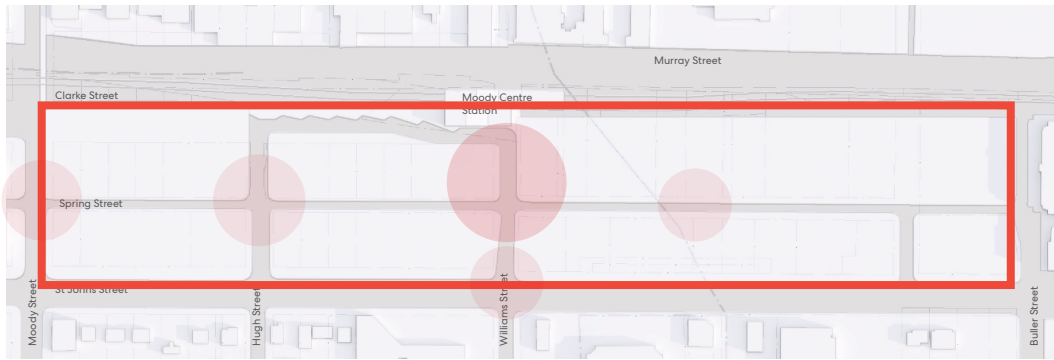 Murray Street
Clarke Street
Moody Centre
Station
Spring Street
St Johns Street
Moody Street
Hugh Street
Williams Street
Buller Street